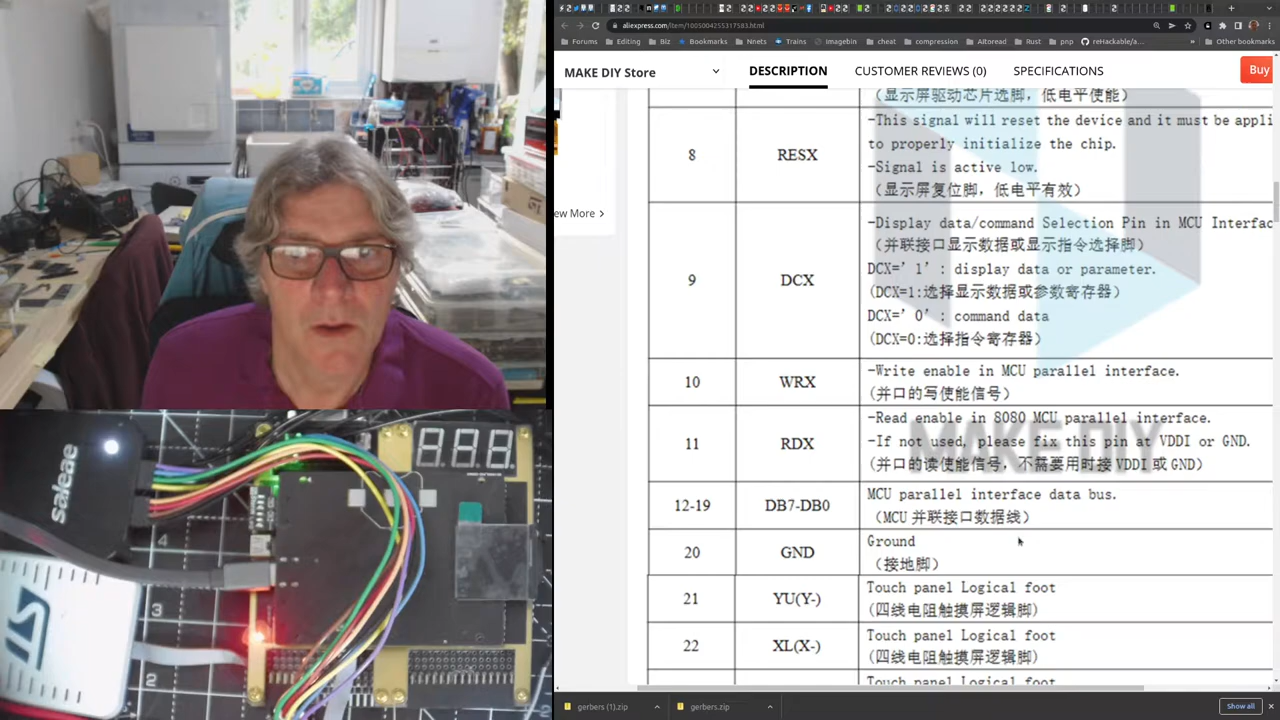 aliexpress.com/item/1005004255317583.html
Forums
Editing
Biz
Bookmarks
Nnets
Trains
Imagebin
cheat
compression
AItoread
Rust
pnp
reHackable/a...
Other bookmarks
MAKE DIY Store
DESCRIPTION
CUSTOMER REVIEWS (0)
SPECIFICATIONS
Buy
ew More
(显示屏驱动芯片选脚, 低电平使能)
8
RESX
-This signal will reset the device and it must be appli
to properly initialize the chip.
-Signal is active low.
(显示屏复位脚, 低电平有效)
9
DCX
-Display data/command Selection Pin in MCU Interfac
(并联接口显示数据或显示指令选择脚)
DCX='1': display data or parameter.
(DCX=1:选择显示数据或参数寄存器)
DCX='0': command data
(DCX=0:选择指令寄存器)
10
WRX
-Write enable in MCU parallel interface.
(并口的写使能信号)
11
RDX
-Read enable in 8080 MCU parallel interface.
-If not used, please fix this pin at VDDI or GND.
(并口的读使能信号, 不需要用时接 VDDI 或 GND)
12-19
DB7-DB0
MCU parallel interface data bus.
(MCU 并联接口数据线)
20
GND
Ground
(接地脚)
21
YU(Y-)
Touch panel Logical foot
(四线电阻触摸屏逻辑脚)
22
XL(X-)
Touch panel Logical foot
(四线电阻触摸屏逻辑脚)
Touch panel Logical foot
MAKE DIY
gerbers (1).zip
gerbers.zip
Show all
saleae
4
3
2